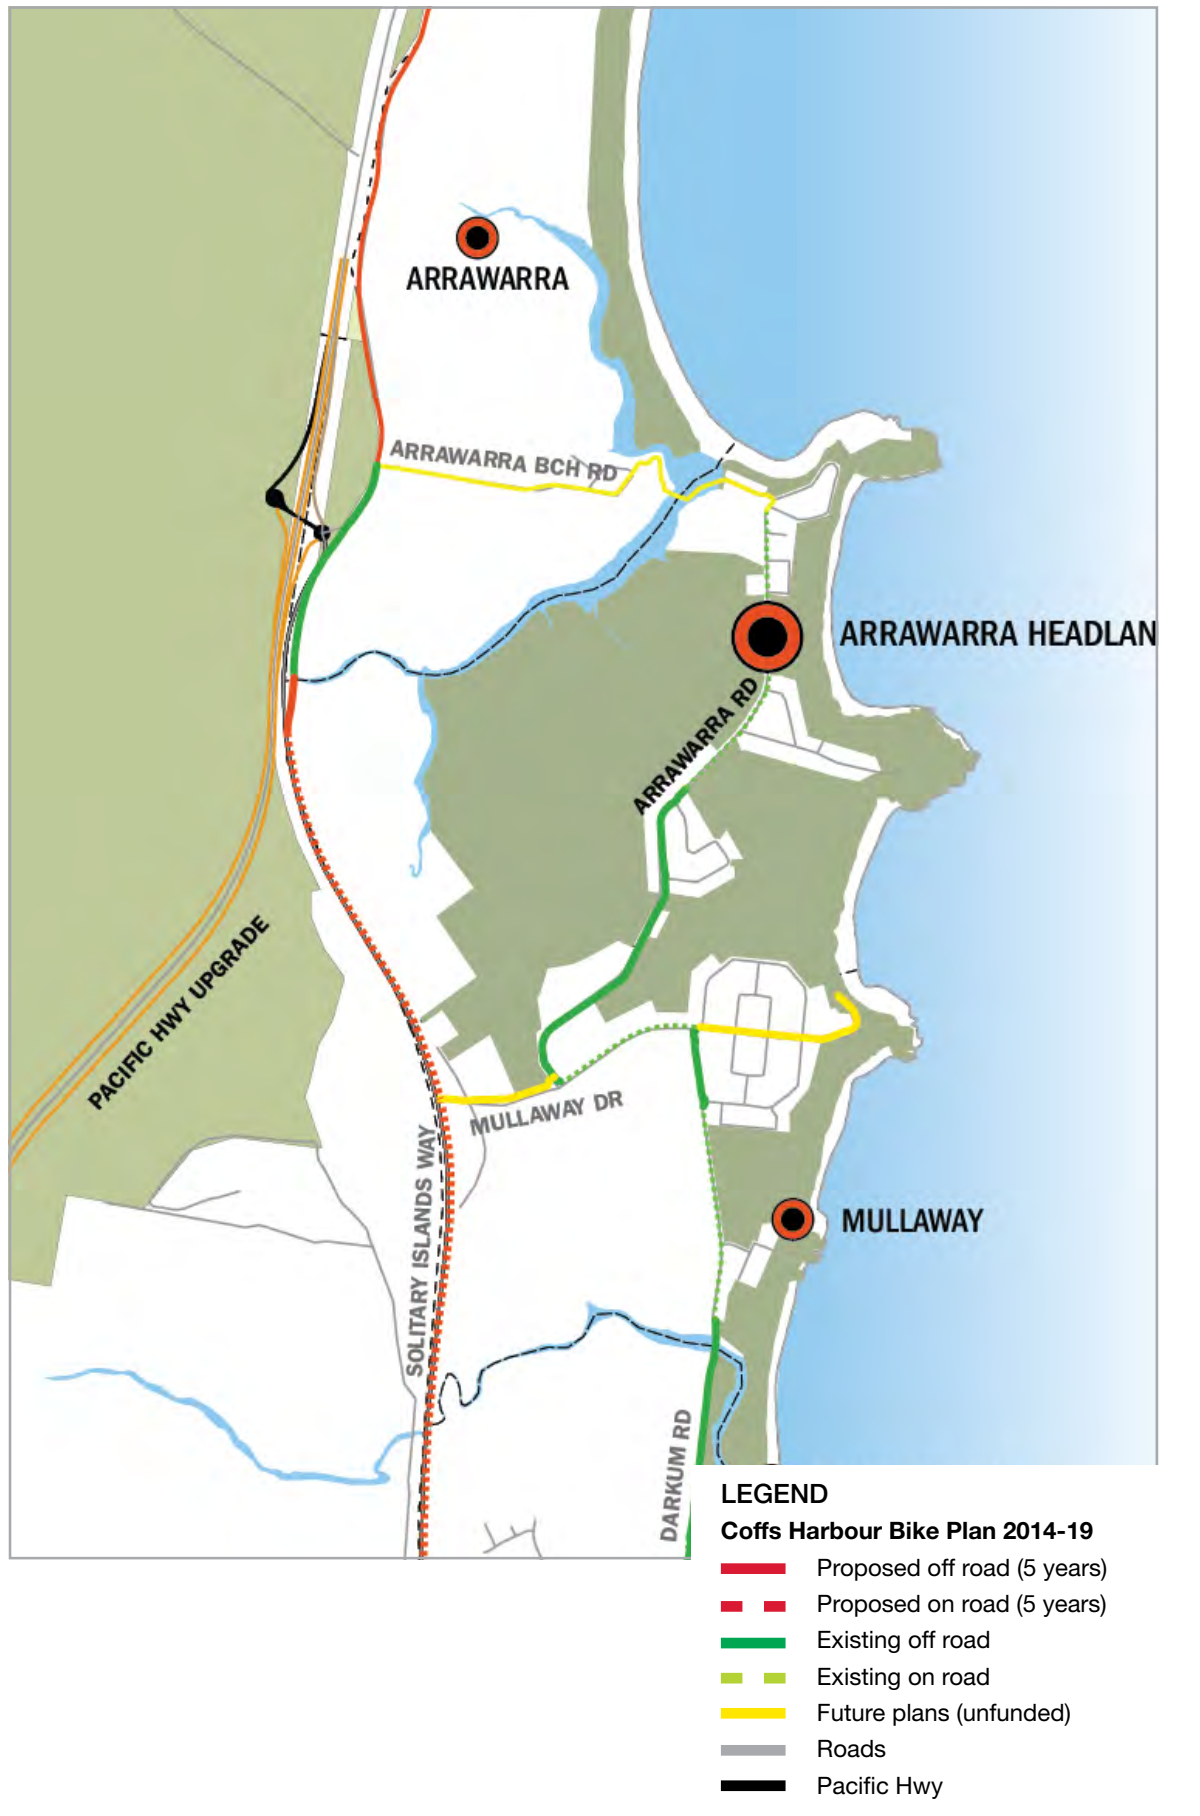 ARRAWARRA
ARRAWARRA BCH RD
ARRAWARRA HEADLAN
ARRAWARRA RD
PACIFIC HWY UPGRADE
MULLAWAY DR
SOLITARY ISLANDS WAY
MULLAWAY
DARKUM RD
LEGEND
Coffs Harbour Bike Plan 2014-19
Proposed off road (5 years)
Proposed on road (5 years)
Existing off road
Existing on road
Future plans (unfunded)
Roads
Pacific Hwy